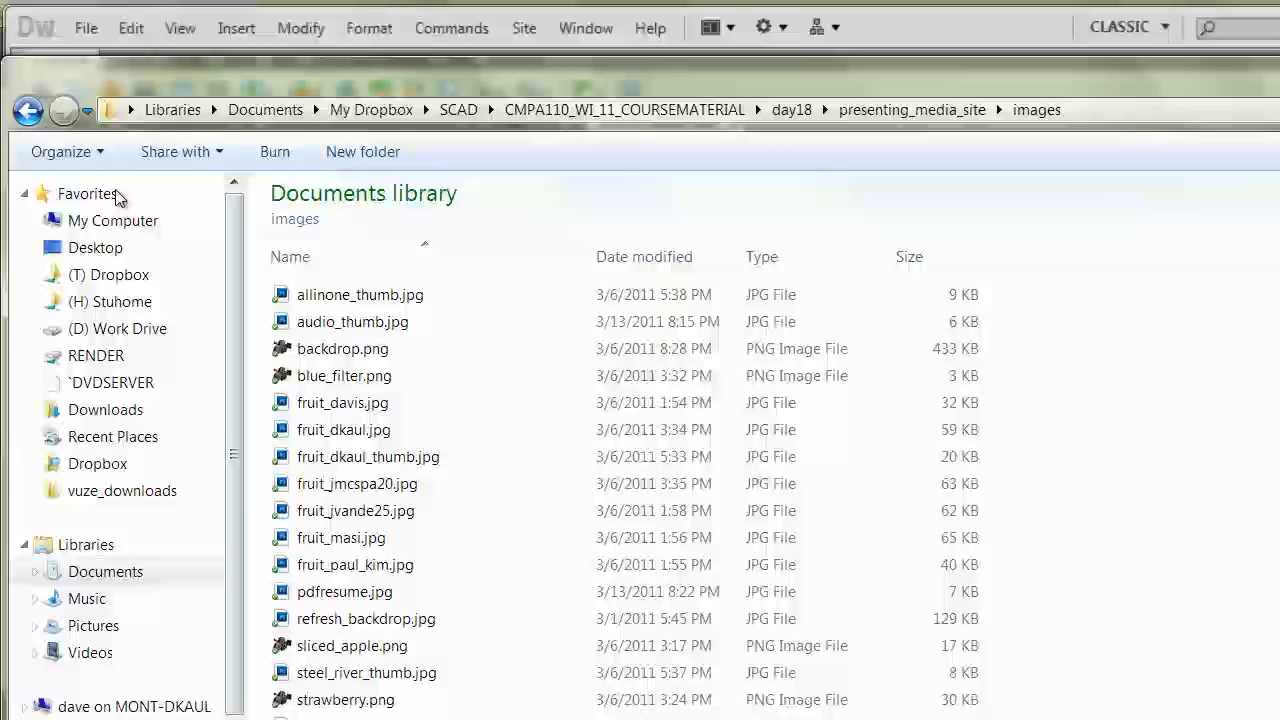 Dw File Edit View Insert Modify Format Commands Site Window Help CLASSIC
Libraries Documents My Dropbox SCAD CMPA110_WI_11_COURSEMATERIAL day18 presenting_media_site images
Organize Share with Burn New folder
Favorites
My Computer
Desktop
(T) Dropbox
(H) Stuhome
(D) Work Drive
RENDER
`DVDSERVER
Downloads
Recent Places
Dropbox
vuze_downloads
Libraries
Documents
Music
Pictures
Videos
dave on MONT-DKAUL
Documents library
images
Name Date modified Type Size
allinone_thumb.jpg 3/6/2011 5:38 PM JPG File 9 KB
audio_thumb.jpg 3/13/2011 8:15 PM JPG File 6 KB
backdrop.png 3/6/2011 8:28 PM PNG Image File 433 KB
blue_filter.png 3/6/2011 3:32 PM PNG Image File 3 KB
fruit_davis.jpg 3/6/2011 1:54 PM JPG File 32 KB
fruit_dkaul.jpg 3/6/2011 3:34 PM JPG File 59 KB
fruit_dkaul_thumb.jpg 3/6/2011 5:33 PM JPG File 20 KB
fruit_jmcspa20.jpg 3/6/2011 3:35 PM JPG File 63 KB
fruit_jvande25.jpg 3/6/2011 1:58 PM JPG File 62 KB
fruit_masi.jpg 3/6/2011 1:56 PM JPG File 65 KB
fruit_paul_kim.jpg 3/6/2011 1:55 PM JPG File 40 KB
pdfresume.jpg 3/13/2011 8:22 PM JPG File 7 KB
refresh_backdrop.jpg 3/1/2011 5:45 PM JPG File 129 KB
sliced_apple.png 3/6/2011 3:17 PM PNG Image File 17 KB
steel_river_thumb.jpg 3/6/2011 5:37 PM JPG File 8 KB
strawberry.png 3/6/2011 3:24 PM PNG Image File 30 KB